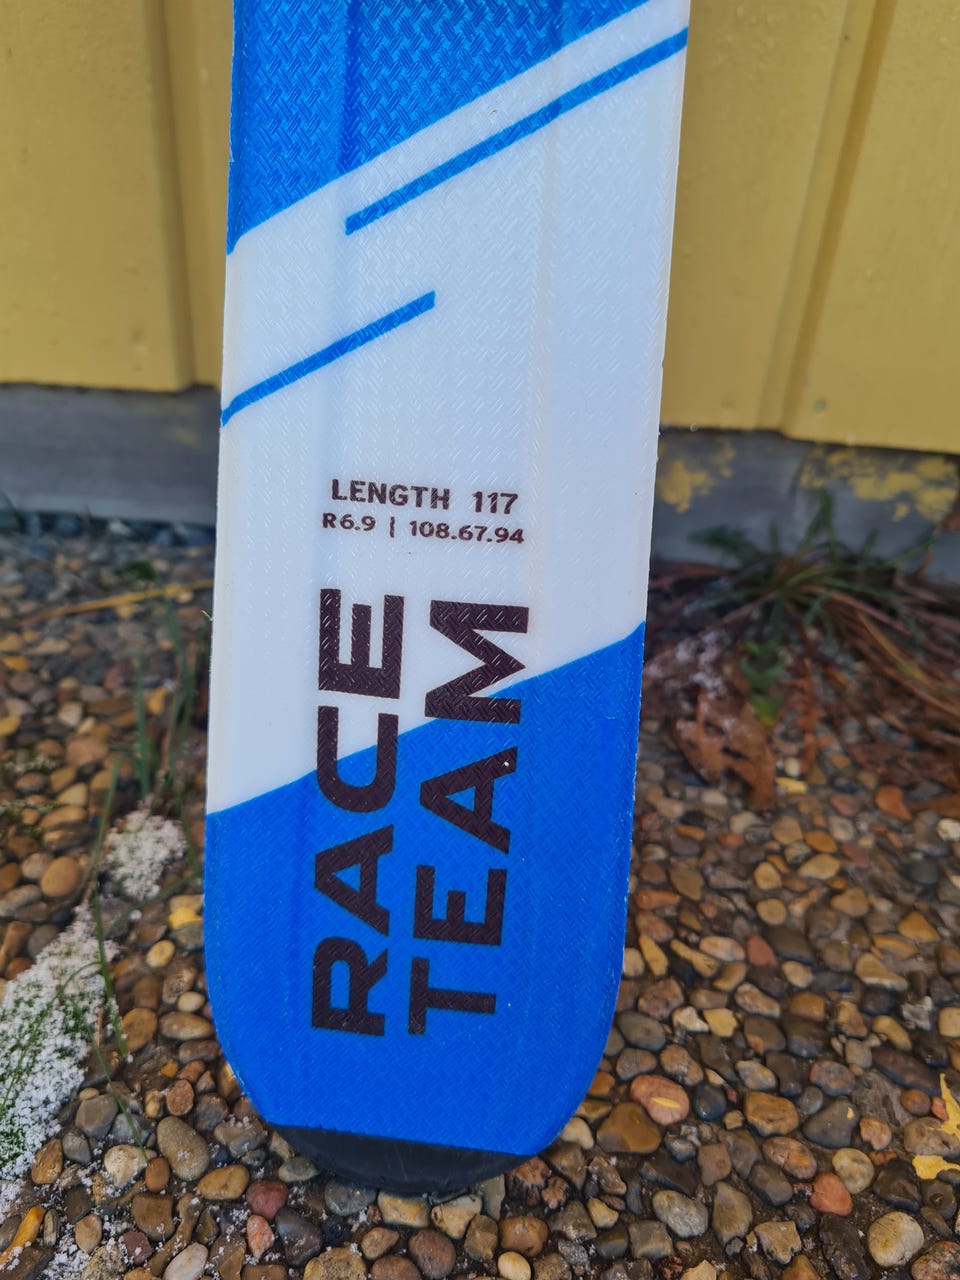 LENGTH 117
R6.9 | 108.67.94
RACE
TEAM